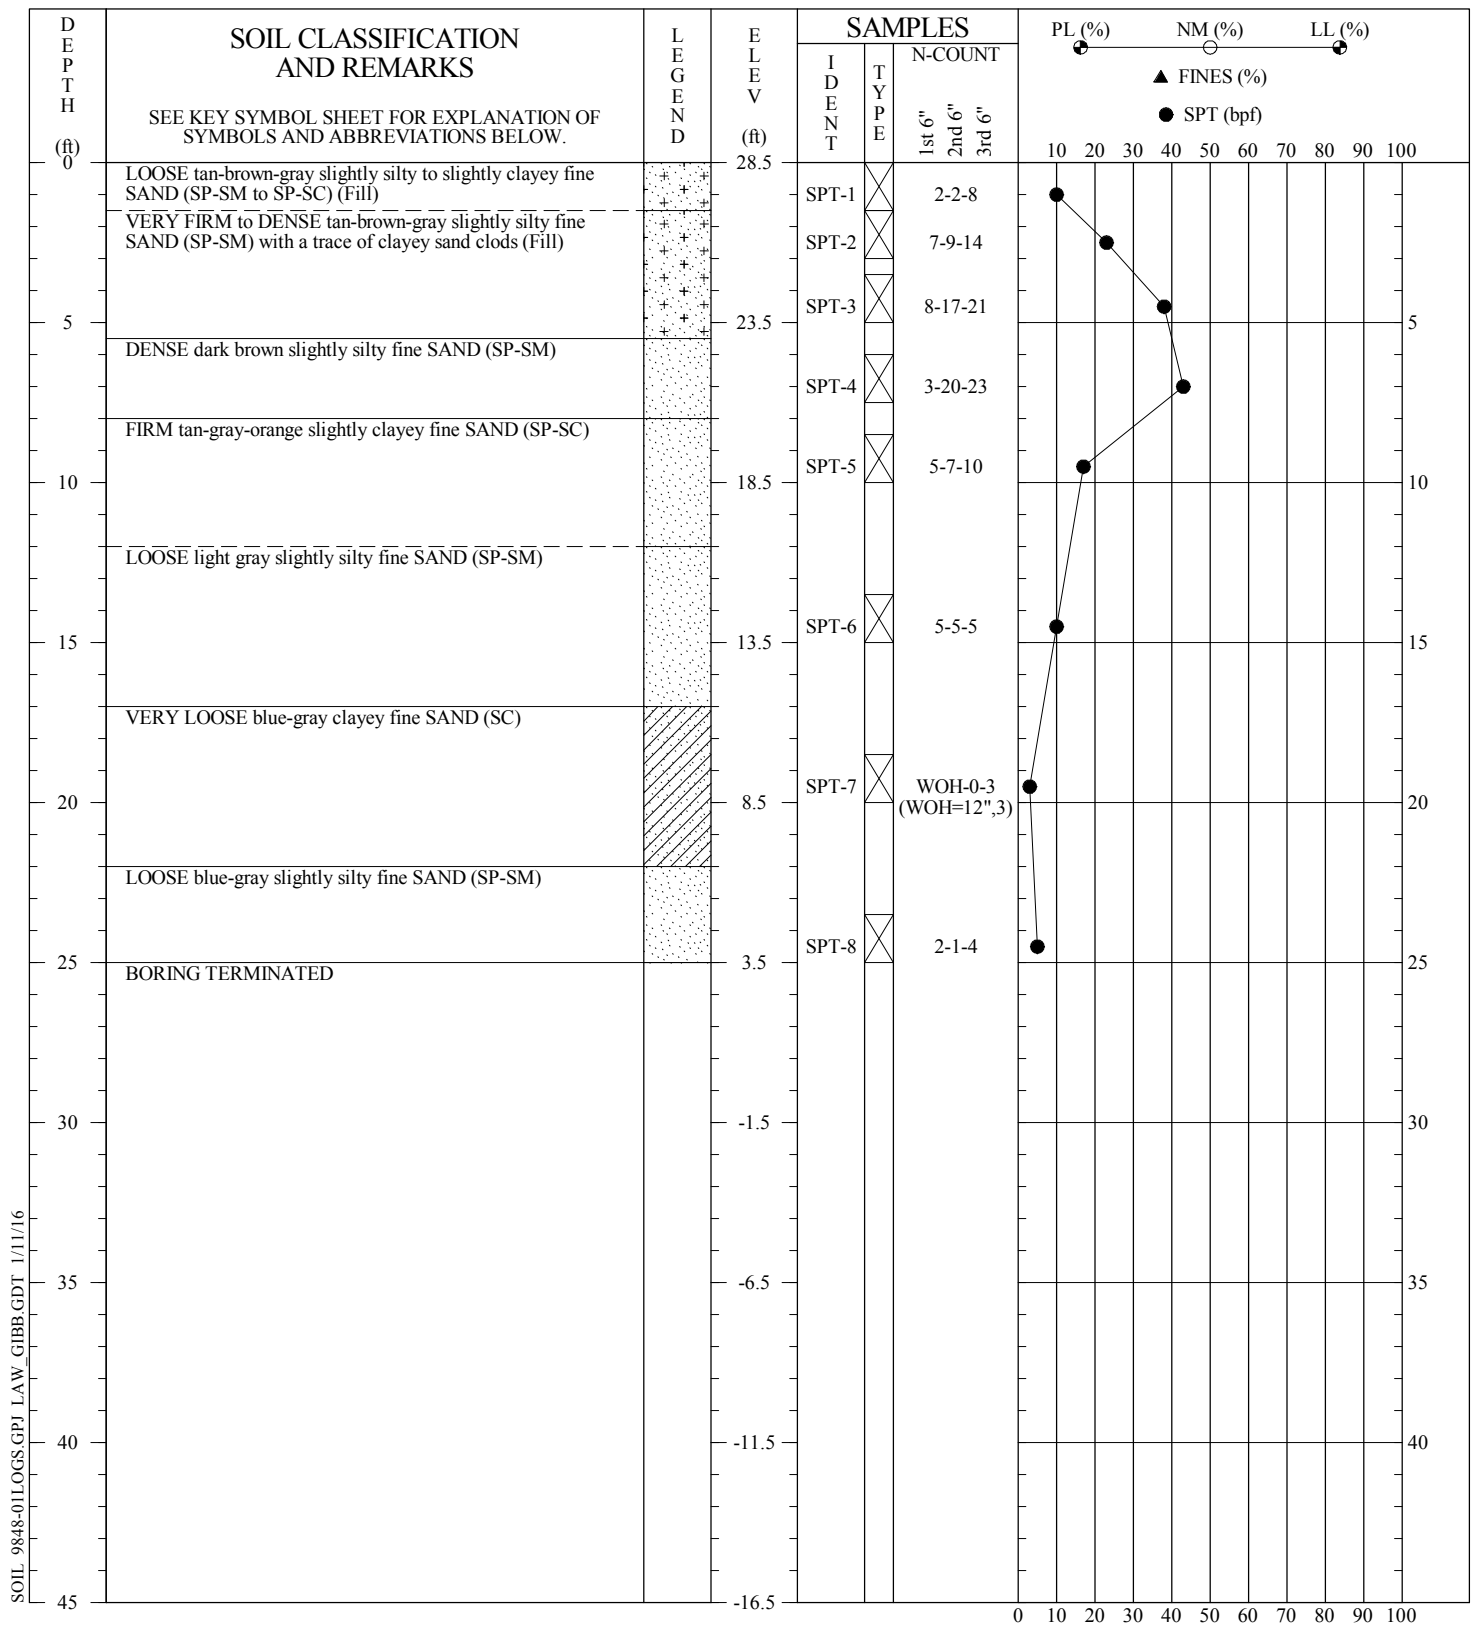 DEPTH
(ft)
SOIL CLASSIFICATION
AND REMARKS
SEE KEY SYMBOL SHEET FOR EXPLANATION OF
SYMBOLS AND ABBREVIATIONS BELOW.
LEGEND
ELEV
(ft)
SAMPLES
IDENT
TYPE
N-COUNT
1st 6"
2nd 6"
3rd 6"
PL (%)
NM (%)
LL (%)
FINES (%)
SPT (bpf)
10 20 30 40 50 60 70 80 90 100
0
LOOSE tan-brown-gray slightly silty to slightly clayey fine
SAND (SP-SM to SP-SC) (Fill)
28.5
SPT-1
2-2-8
VERY FIRM to DENSE tan-brown-gray slightly silty fine
SAND (SP-SM) with a trace of clayey sand clods (Fill)
SPT-2
7-9-14
SPT-3
8-17-21
5
23.5
5
DENSE dark brown slightly silty fine SAND (SP-SM)
SPT-4
3-20-23
FIRM tan-gray-orange slightly clayey fine SAND (SP-SC)
SPT-5
5-7-10
10
18.5
10
LOOSE light gray slightly silty fine SAND (SP-SM)
SPT-6
5-5-5
15
13.5
15
VERY LOOSE blue-gray clayey fine SAND (SC)
SPT-7
WOH-0-3
(WOH=12",3)
20
8.5
20
LOOSE blue-gray slightly silty fine SAND (SP-SM)
SPT-8
2-1-4
25
3.5
25
BORING TERMINATED
30
-1.5
30
35
-6.5
35
40
-11.5
40
45
-16.5
0 10 20 30 40 50 60 70 80 90 100
SOIL 9848-01LOGS.GPJ LAW_GIBB.GDT 1/11/16